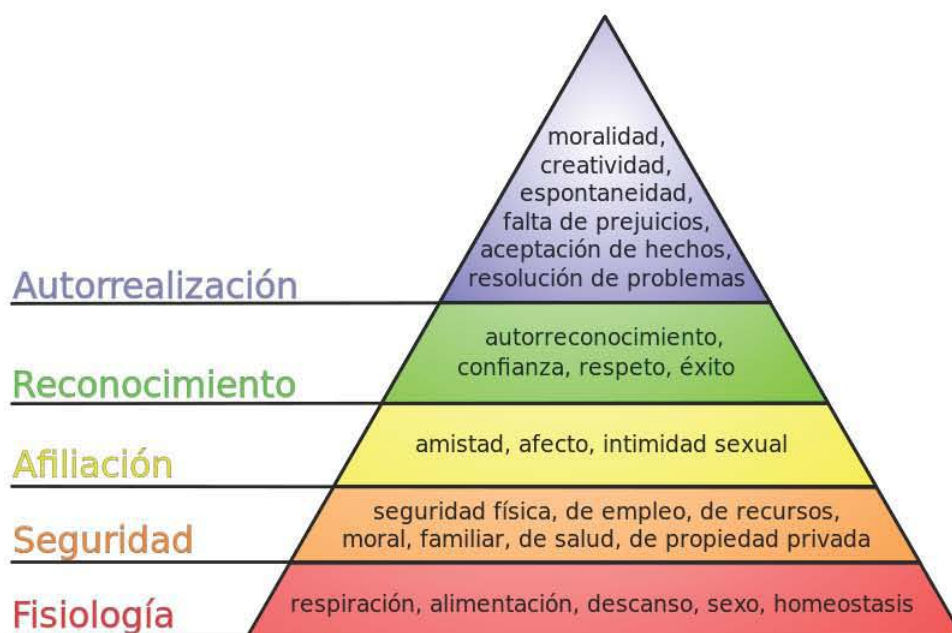 moralidad,
creatividad,
espontaneidad,
falta de prejuicios,
aceptación de hechos,
resolución de problemas
Autorrealización
autorreconocimiento,
confianza, respeto, éxito
Reconocimiento
amistad, afecto, intimidad sexual
Afiliación
seguridad física, de empleo, de recursos,
moral, familiar, de salud, de propiedad privada
Seguridad
respiración, alimentación, descanso, sexo, homeostasis
Fisiología